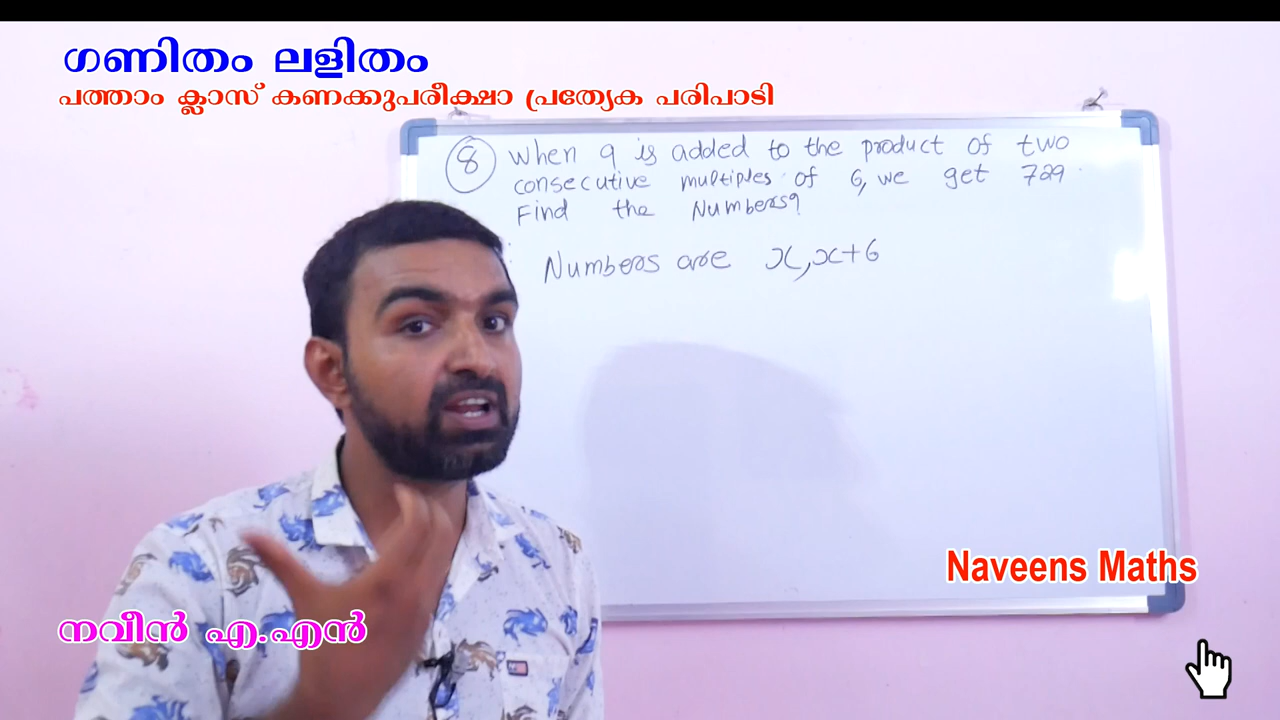 ഗണിതം ലളിതം
പത്താം ക്ലാസ് കണക്കുപരീക്ഷാ പ്രത്യേക പരിപാടി
8 When 9 is added to the product of two
consecutive multiples of 6, we get 729.
Find the Numbers?
Numbers are x, x+6
Naveens Maths
നവീൻ എ.എൻ